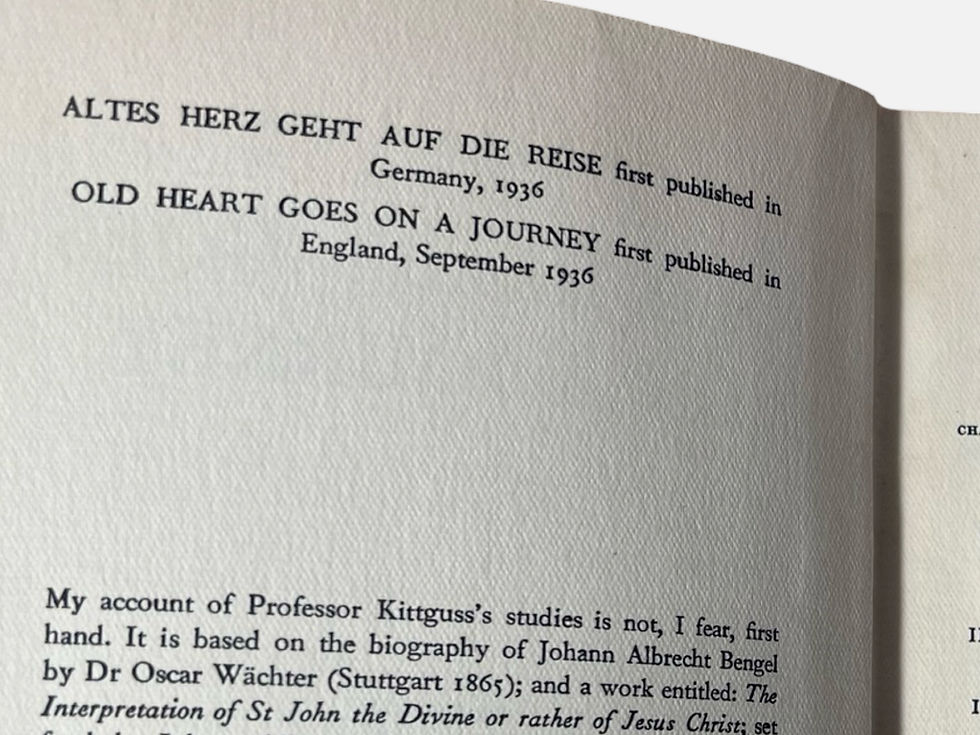 ALTES HERZ GEHT AUF DIE REISE first published in
Germany, 1936
OLD HEART GOES ON A JOURNEY first published in
England, September 1936
My account of Professor Kittguss's studies is not, I fear, first
hand. It is based on the biography of Johann Albrecht Bengel
by Dr Oscar Wächter (Stuttgart 1865); and a work entitled: The
Interpretation of St John the Divine or rather of Jesus Christ; set